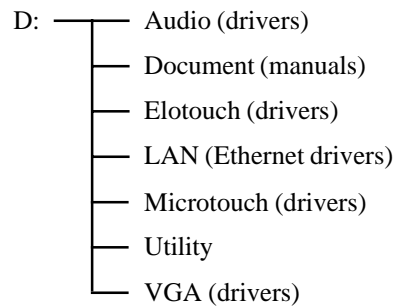 D: Audio (drivers)
Document (manuals)
Elotouch (drivers)
LAN (Ethernet drivers)
Microtouch (drivers)
Utility
VGA (drivers)